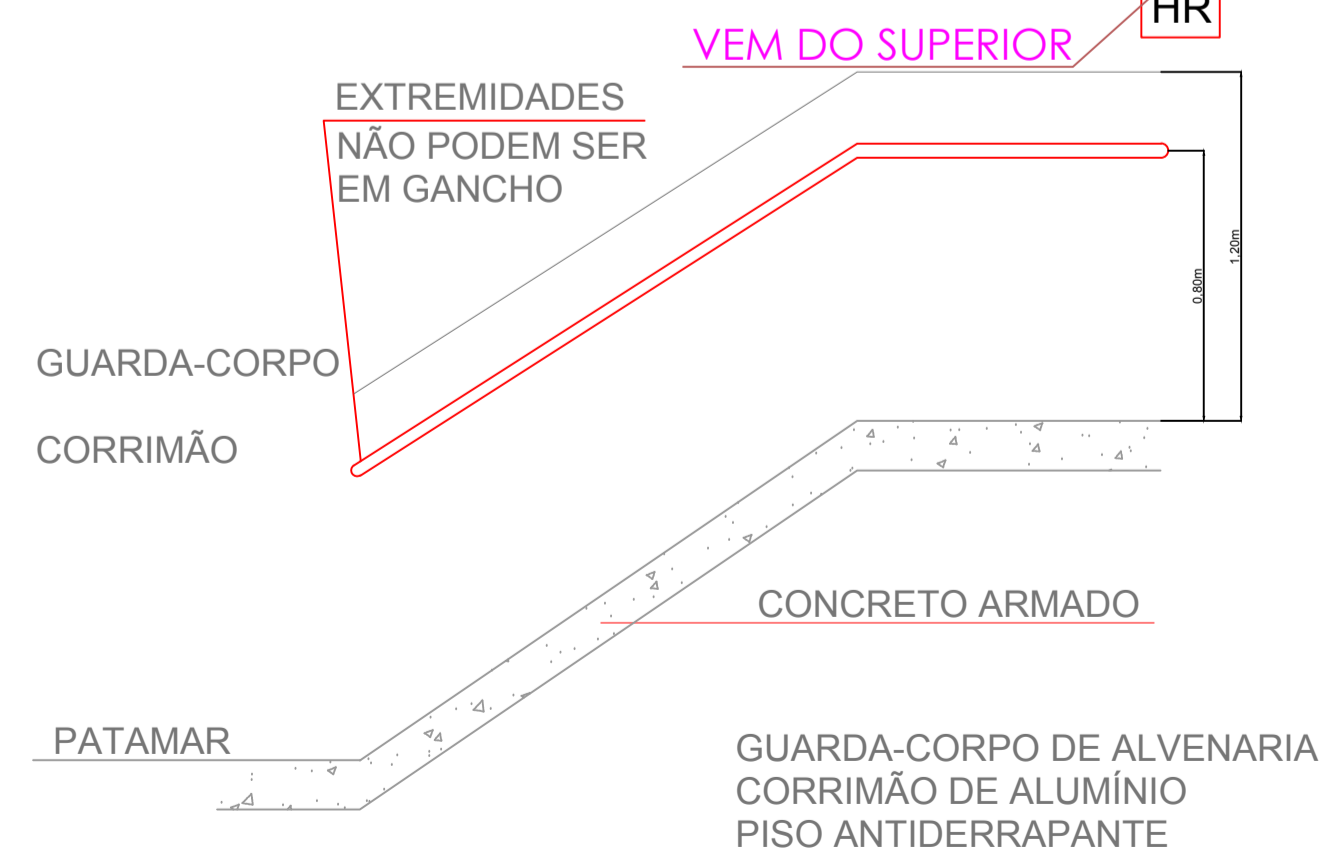 HR
VEM DO SUPERIOR
EXTREMIDADES
NÃO PODEM SER
EM GANCHO
1.20m
0.80m
GUARDA-CORPO
CORRIMÃO
CONCRETO ARMADO
PATAMAR
GUARDA-CORPO DE ALVENARIA
CORRIMÃO DE ALUMÍNIO
PISO ANTIDERRAPANTE